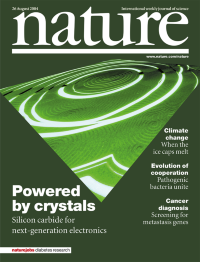 26 August 2004
International weekly journal of science
nature
www.nature.com/nature
Climate
change
When the
ice caps melt
Evolution of
cooperation
Pathogenic
bacteria unite
Cancer
diagnosis
Screening for
metastasis genes
Powered
by crystals
Silicon carbide for
next-generation electronics
naturejobs diabetes research